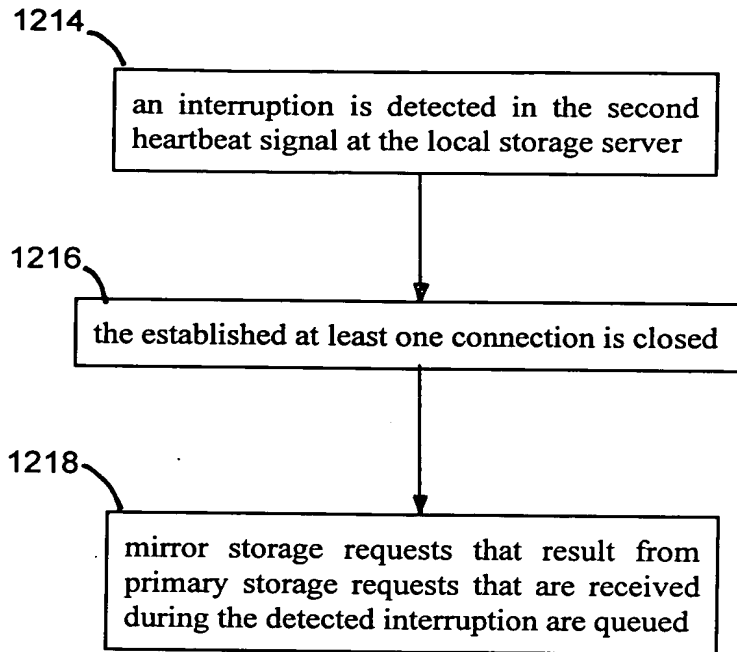 1214
an interruption is detected in the second
heartbeat signal at the local storage server
1216
the established at least one connection is closed
1218
mirror storage requests that result from
primary storage requests that are received
during the detected interruption are queued